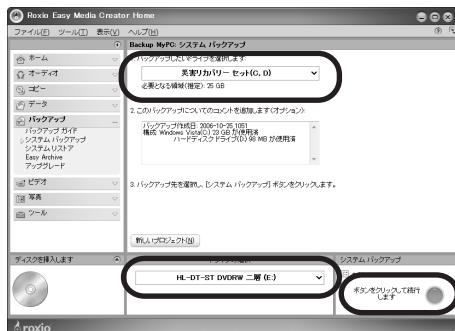 Roxio Easy Media Creator Home
ファイル(F) ツール(T) 表示(V) ヘルプ(H)
Backup MyPC: システム バックアップ
ホーム
オーディオ
コピー
データ
バックアップ
バックアップ ガイド
システム バックアップ
システム リストア
Easy Archive
アップグレード
ビデオ
写真
ツール
1. バックアップしたいドライブを選択します:
災害リカバリー セット(C, D)
必要となる領域(推定): 25 GB
2. このバックアップについてのコメントを追加します(オプション):
バックアップ作成日: 2006-10-25_1051
構成: Windows Vista(C:) 23 GB が使用済
ハードディスクドライブ(D:) 98 MB が使用済
3. バックアップ先を選択し、[システム バックアップ] ボタンをクリックします。
新しいプロジェクト(N)
ディスクを挿入します
ドライブの選択
システム バックアップ
HL-DT-ST DVDRW 二層 (E:)
ボタンをクリックして続行
します
roxio